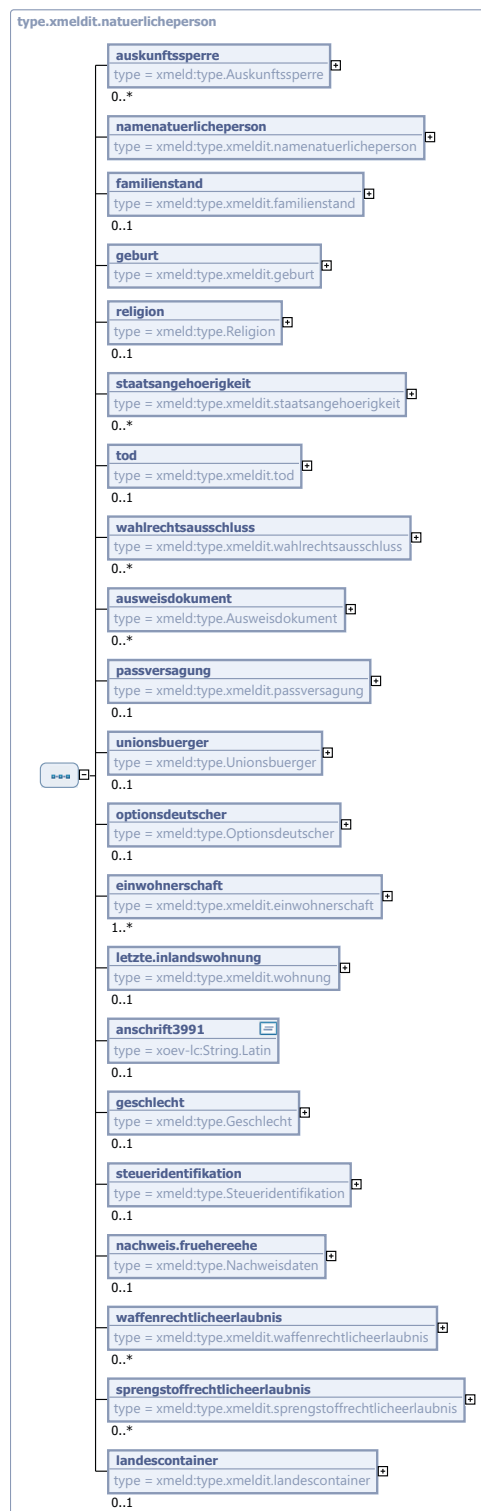 type.xmeldit.natuerlicheperson
auskunftssperre
type = xmeld:type.Auskunftssperre
0..*
namenatuerlicheperson
type = xmeld:type.xmeldit.namenatuerlicheperson
familienstand
type = xmeld:type.xmeldit.familienstand
0..1
geburt
type = xmeld:type.xmeldit.geburt
religion
type = xmeld:type.Religion
0..1
staatsangehoerigkeit
type = xmeld:type.xmeldit.staatsangehoerigkeit
0..*
tod
type = xmeld:type.xmeldit.tod
0..1
wahlrechtsausschluss
type = xmeld:type.xmeldit.wahlrechtsausschluss
0..*
ausweisdokument
type = xmeld:type.Ausweisdokument
0..*
passversagung
type = xmeld:type.xmeldit.passversagung
0..1
unionsbuerger
type = xmeld:type.Unionsbuerger
0..1
optionsdeutscher
type = xmeld:type.Optionsdeutscher
0..1
einwohnerschaft
type = xmeld:type.xmeldit.einwohnerschaft
1..*
letzte.inlandswohnung
type = xmeld:type.xmeldit.wohnung
0..1
anschrift3991
type = xoev-lc:String.Latin
0..1
geschlecht
type = xmeld:type.Geschlecht
0..1
steueridentifikation
type = xmeld:type.Steueridentifikation
0..1
nachweis.fruehereehe
type = xmeld:type.Nachweisdaten
0..1
waffenrechtlicheerlaubnis
type = xmeld:type.xmeldit.waffenrechtlicheerlaubnis
0..*
sprengstoffrechtlicheerlaubnis
type = xmeld:type.xmeldit.sprengstoffrechtlicheerlaubnis
0..*
landescontainer
type = xmeld:type.xmeldit.landescontainer
0..1